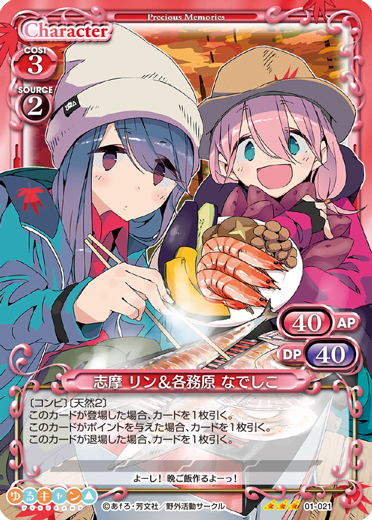 Precious Memories
Character
COST
3
SOURCE
2
40 AP
DP 40
志摩 リン&各務原 なでしこ
〔コンビ〕〔天然2〕
このカードが登場した場合、カードを1枚引く。
このカードがポイントを与えた場合、カードを1枚引く。
このカードが退場した場合、カードを1枚引く。
よーし! 晩ご飯作るよーっ!
ゆるキャン△
©あfろ・芳文社/野外活動サークル
★★★
01-021